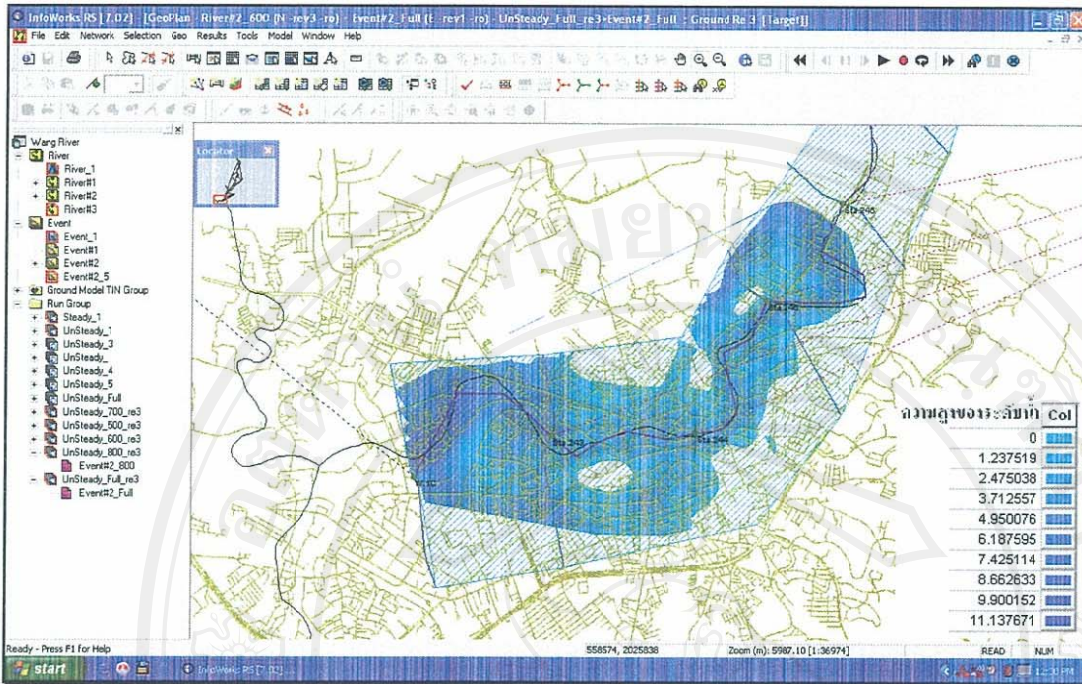 InfoWorks RS [7.02] - [GeoPlan - River#2_600 (N -rev3 -ro) - Event#2_Full (E -rev1 -ro) - UnSteady_Full_re3>Event#2_Full : Ground Re 3 [Target]]
File Edit Network Selection Geo Results Tools Model Window Help
Warg River
River
River_1
River#1
River#2
River#3
Event
Event_1
Event#1
Event#2
Event#2_5
Ground Model TIN Group
Run Group
Steady_1
UnSteady_1
UnSteady_3
UnSteady_
UnSteady_4
UnSteady_5
UnSteady_Full
UnSteady_700_re3
UnSteady_500_re3
UnSteady_600_re3
UnSteady_800_re3
Event#2_800
UnSteady_Full_re3
Event#2_Full
Locator
ความสูงของระดับน้ำ Col
0
1.237519
2.475038
3.712557
4.950076
6.187595
7.425114
8.662633
9.900152
11.137671
Ready - Press F1 for Help
558574, 2025838
Zoom (m): 5987.10 [1:36974]
READ NUM
start
InfoWorks RS [7.02]
12:30 PM